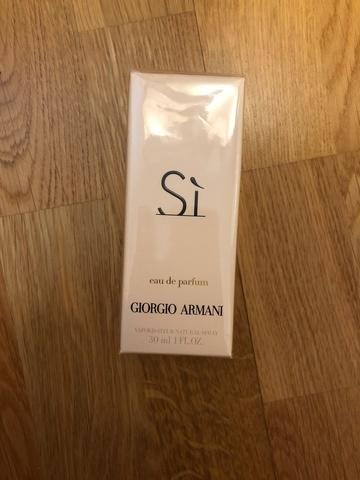 Sì
eau de parfum
GIORGIO ARMANI
VAPORISATEUR NATURAL SPRAY
30 ml 1 FL.OZ.